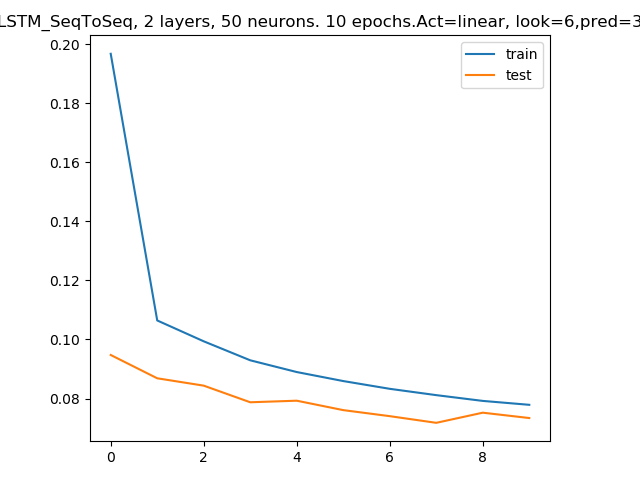 LSTM_SeqToSeq, 2 layers, 50 neurons. 10 epochs.Act=linear, look=6,pred=3
train
test
0.20
0.18
0.16
0.14
0.12
0.10
0.08
0 2 4 6 8